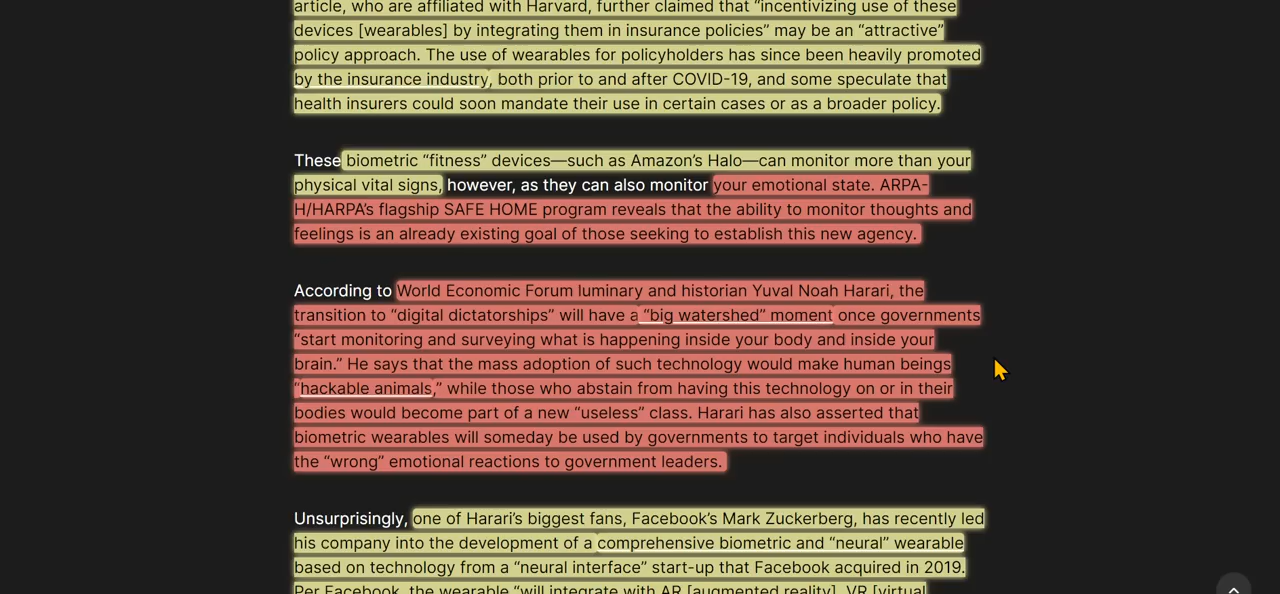 article, who are affiliated with Harvard, further claimed that “incentivizing use of these
devices [wearables] by integrating them in insurance policies” may be an “attractive”
policy approach. The use of wearables for policyholders has since been heavily promoted
by the insurance industry, both prior to and after COVID-19, and some speculate that
health insurers could soon mandate their use in certain cases or as a broader policy.
These biometric “fitness” devices—such as Amazon’s Halo—can monitor more than your
physical vital signs, however, as they can also monitor your emotional state. ARPA-
H/HARPA’s flagship SAFE HOME program reveals that the ability to monitor thoughts and
feelings is an already existing goal of those seeking to establish this new agency.
According to World Economic Forum luminary and historian Yuval Noah Harari, the
transition to “digital dictatorships” will have a “big watershed” moment once governments
“start monitoring and surveying what is happening inside your body and inside your
brain.” He says that the mass adoption of such technology would make human beings
“hackable animals,” while those who abstain from having this technology on or in their
bodies would become part of a new “useless” class. Harari has also asserted that
biometric wearables will someday be used by governments to target individuals who have
the “wrong” emotional reactions to government leaders.
Unsurprisingly, one of Harari’s biggest fans, Facebook’s Mark Zuckerberg, has recently led
his company into the development of a comprehensive biometric and “neural” wearable
based on technology from a “neural interface” start-up that Facebook acquired in 2019.
Per Facebook, the wearable “will integrate with AR [augmented reality], VR [virtual